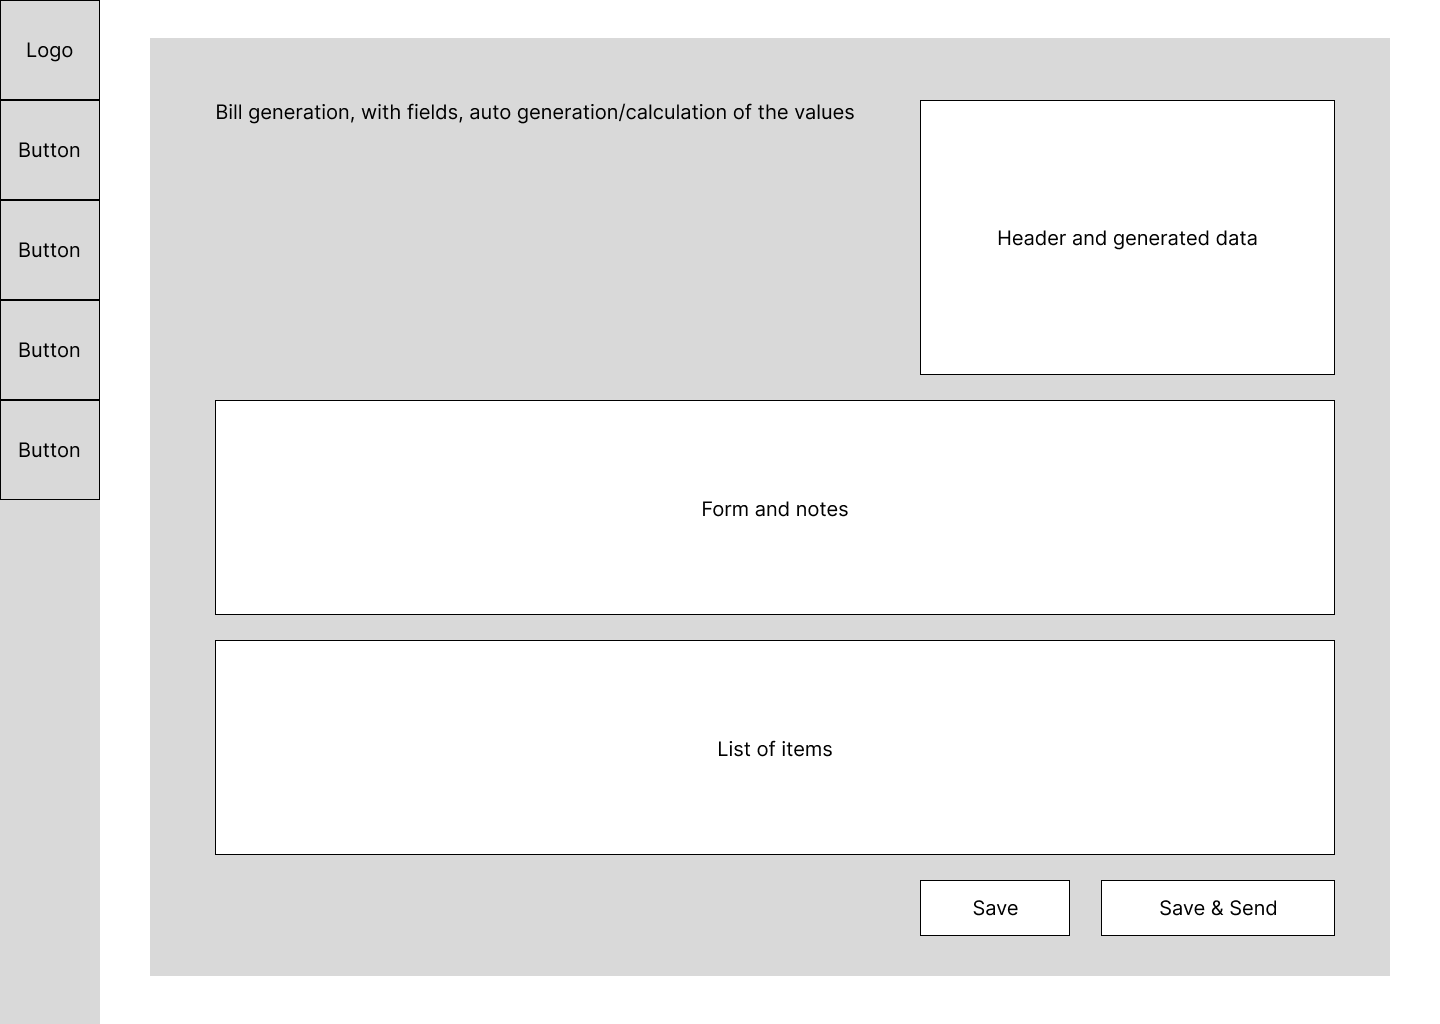 Logo
Button
Button
Button
Button
Bill generation, with fields, auto generation/calculation of the values
Header and generated data
Form and notes
List of items
Save
Save & Send